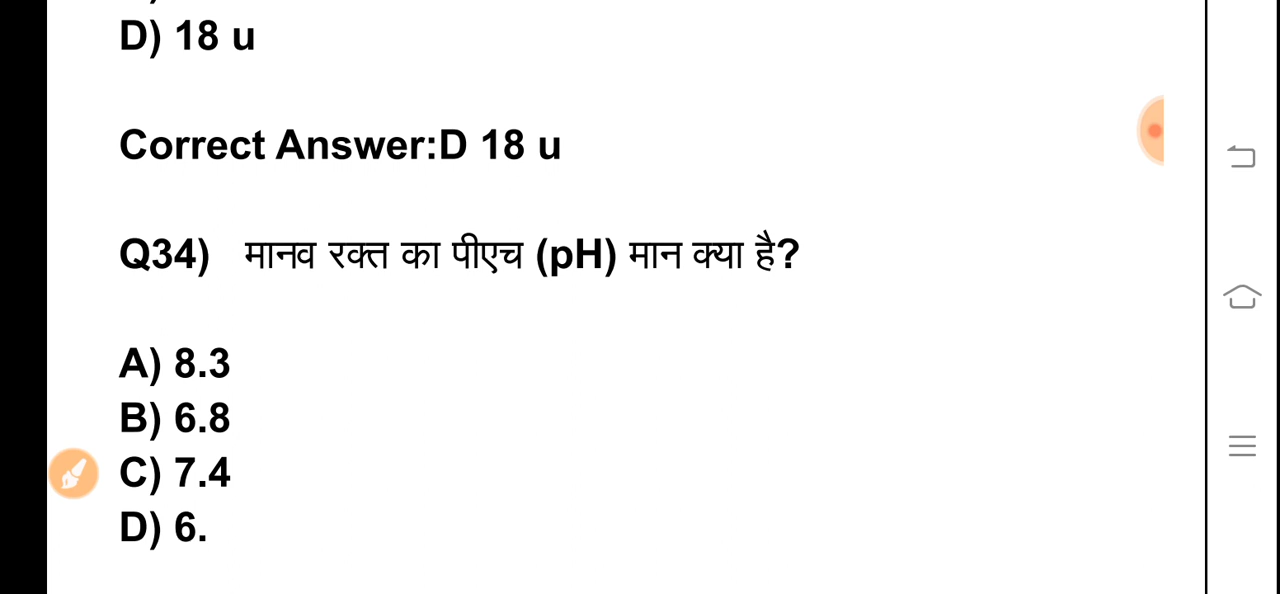 D) 18 u
Correct Answer:D 18 u
Q34) मानव रक्त का पीएच (pH) मान क्या है?
A) 8.3
B) 6.8
C) 7.4
D) 6.